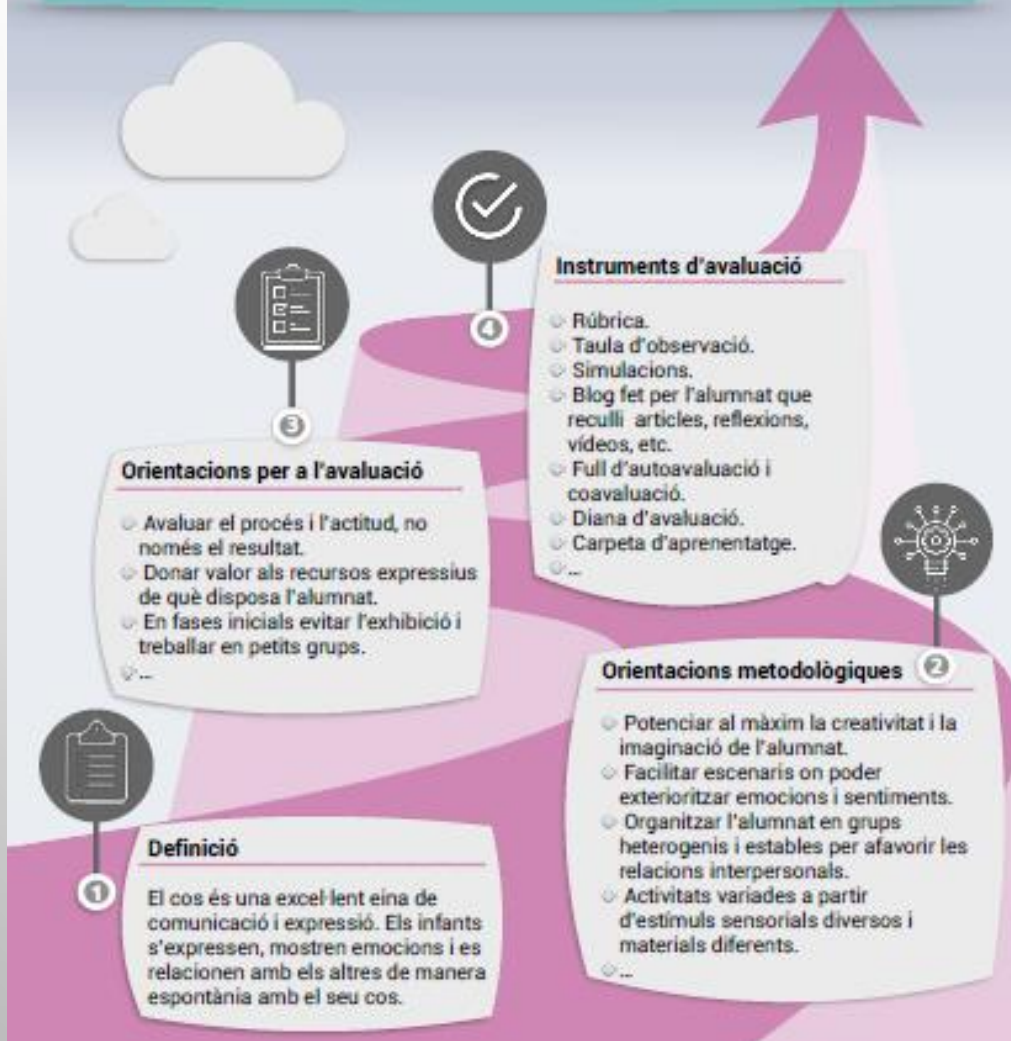 4
Instruments d'avaluació
Rúbrica.
Taula d'observació.
Simulacions.
Blog fet per l'alumnat que
reculli articles, reflexions,
vídeos, etc.
Full d'autoavaluació i
coavaluació.
Diana d'avaluació.
Carpeta d'aprenentatge.
...
3
Orientacions per a l'avaluació
Avaluar el procés i l'actitud, no
només el resultat.
Donar valor als recursos expressius
de què disposa l'alumnat.
En fases inicials evitar l'exhibició i
treballar en petits grups.
...
Orientacions metodològiques 2
Potenciar al màxim la creativitat i la
imaginació de l'alumnat.
Facilitar escenaris on poder
exterioritzar emocions i sentiments.
Organitzar l'alumnat en grups
heterogenis i estables per afavorir les
relacions interpersonals.
Activitats variades a partir
d'estímuls sensorials diversos i
materials diferents.
...
1
Definició
El cos és una excel·lent eina de
comunicació i expressió. Els infants
s'expressen, mostren emocions i es
relacionen amb els altres de manera
espontània amb el seu cos.